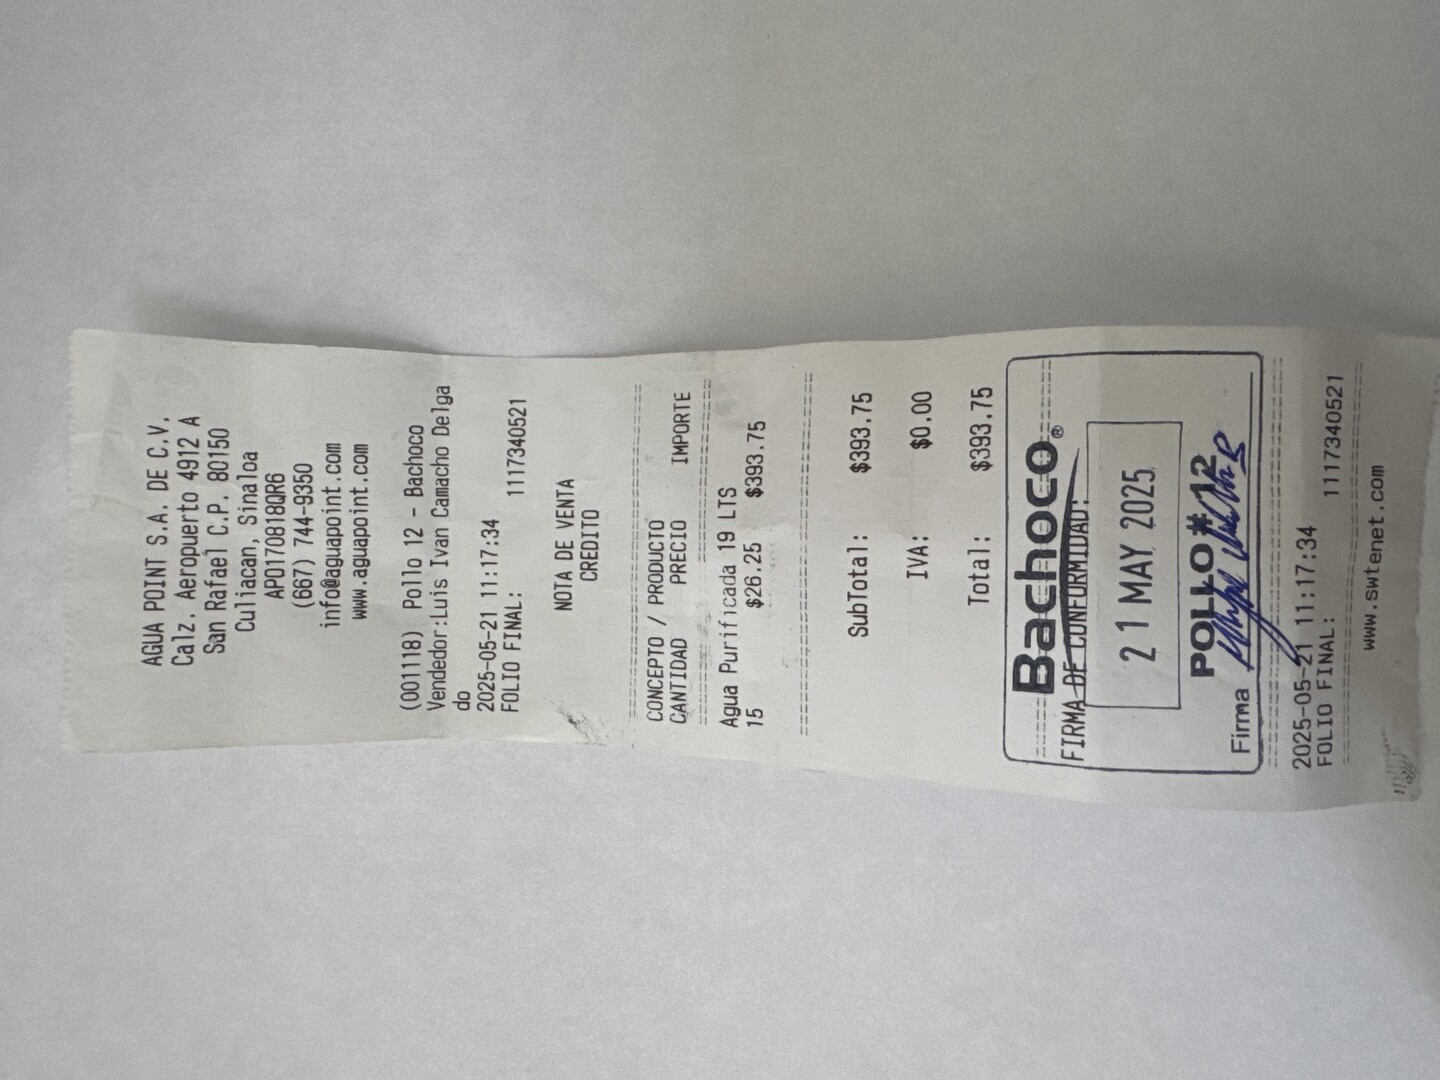 AGUA POINT S.A. DE C.V.
Calz. Aeropuerto 4912 A
San Rafael C.P. 80150
Culiacan, Sinaloa
APO170818QR6
(667) 744-9350
info@aguapoint.com
www.aguapoint.com
(001118) Pollo 12 - Bachoco
Vendedor:Luis Ivan Camacho Delga
do
2025-05-21 11:17:34
FOLIO FINAL: 1117340521
NOTA DE VENTA
CREDITO
CONCEPTO / PRODUCTO
CANTIDAD PRECIO IMPORTE
Agua Purificada 19 LTS
15 $26.25 $393.75
SubTotal: $393.75
IVA: $0.00
Total: $393.75
Bachoco®
FIRMA DE CONFORMIDAD:
21 MAY 2025
POLLO # 12
Firma
2025-05-21 11:17:34
FOLIO FINAL: 1117340521
www.swtenet.com